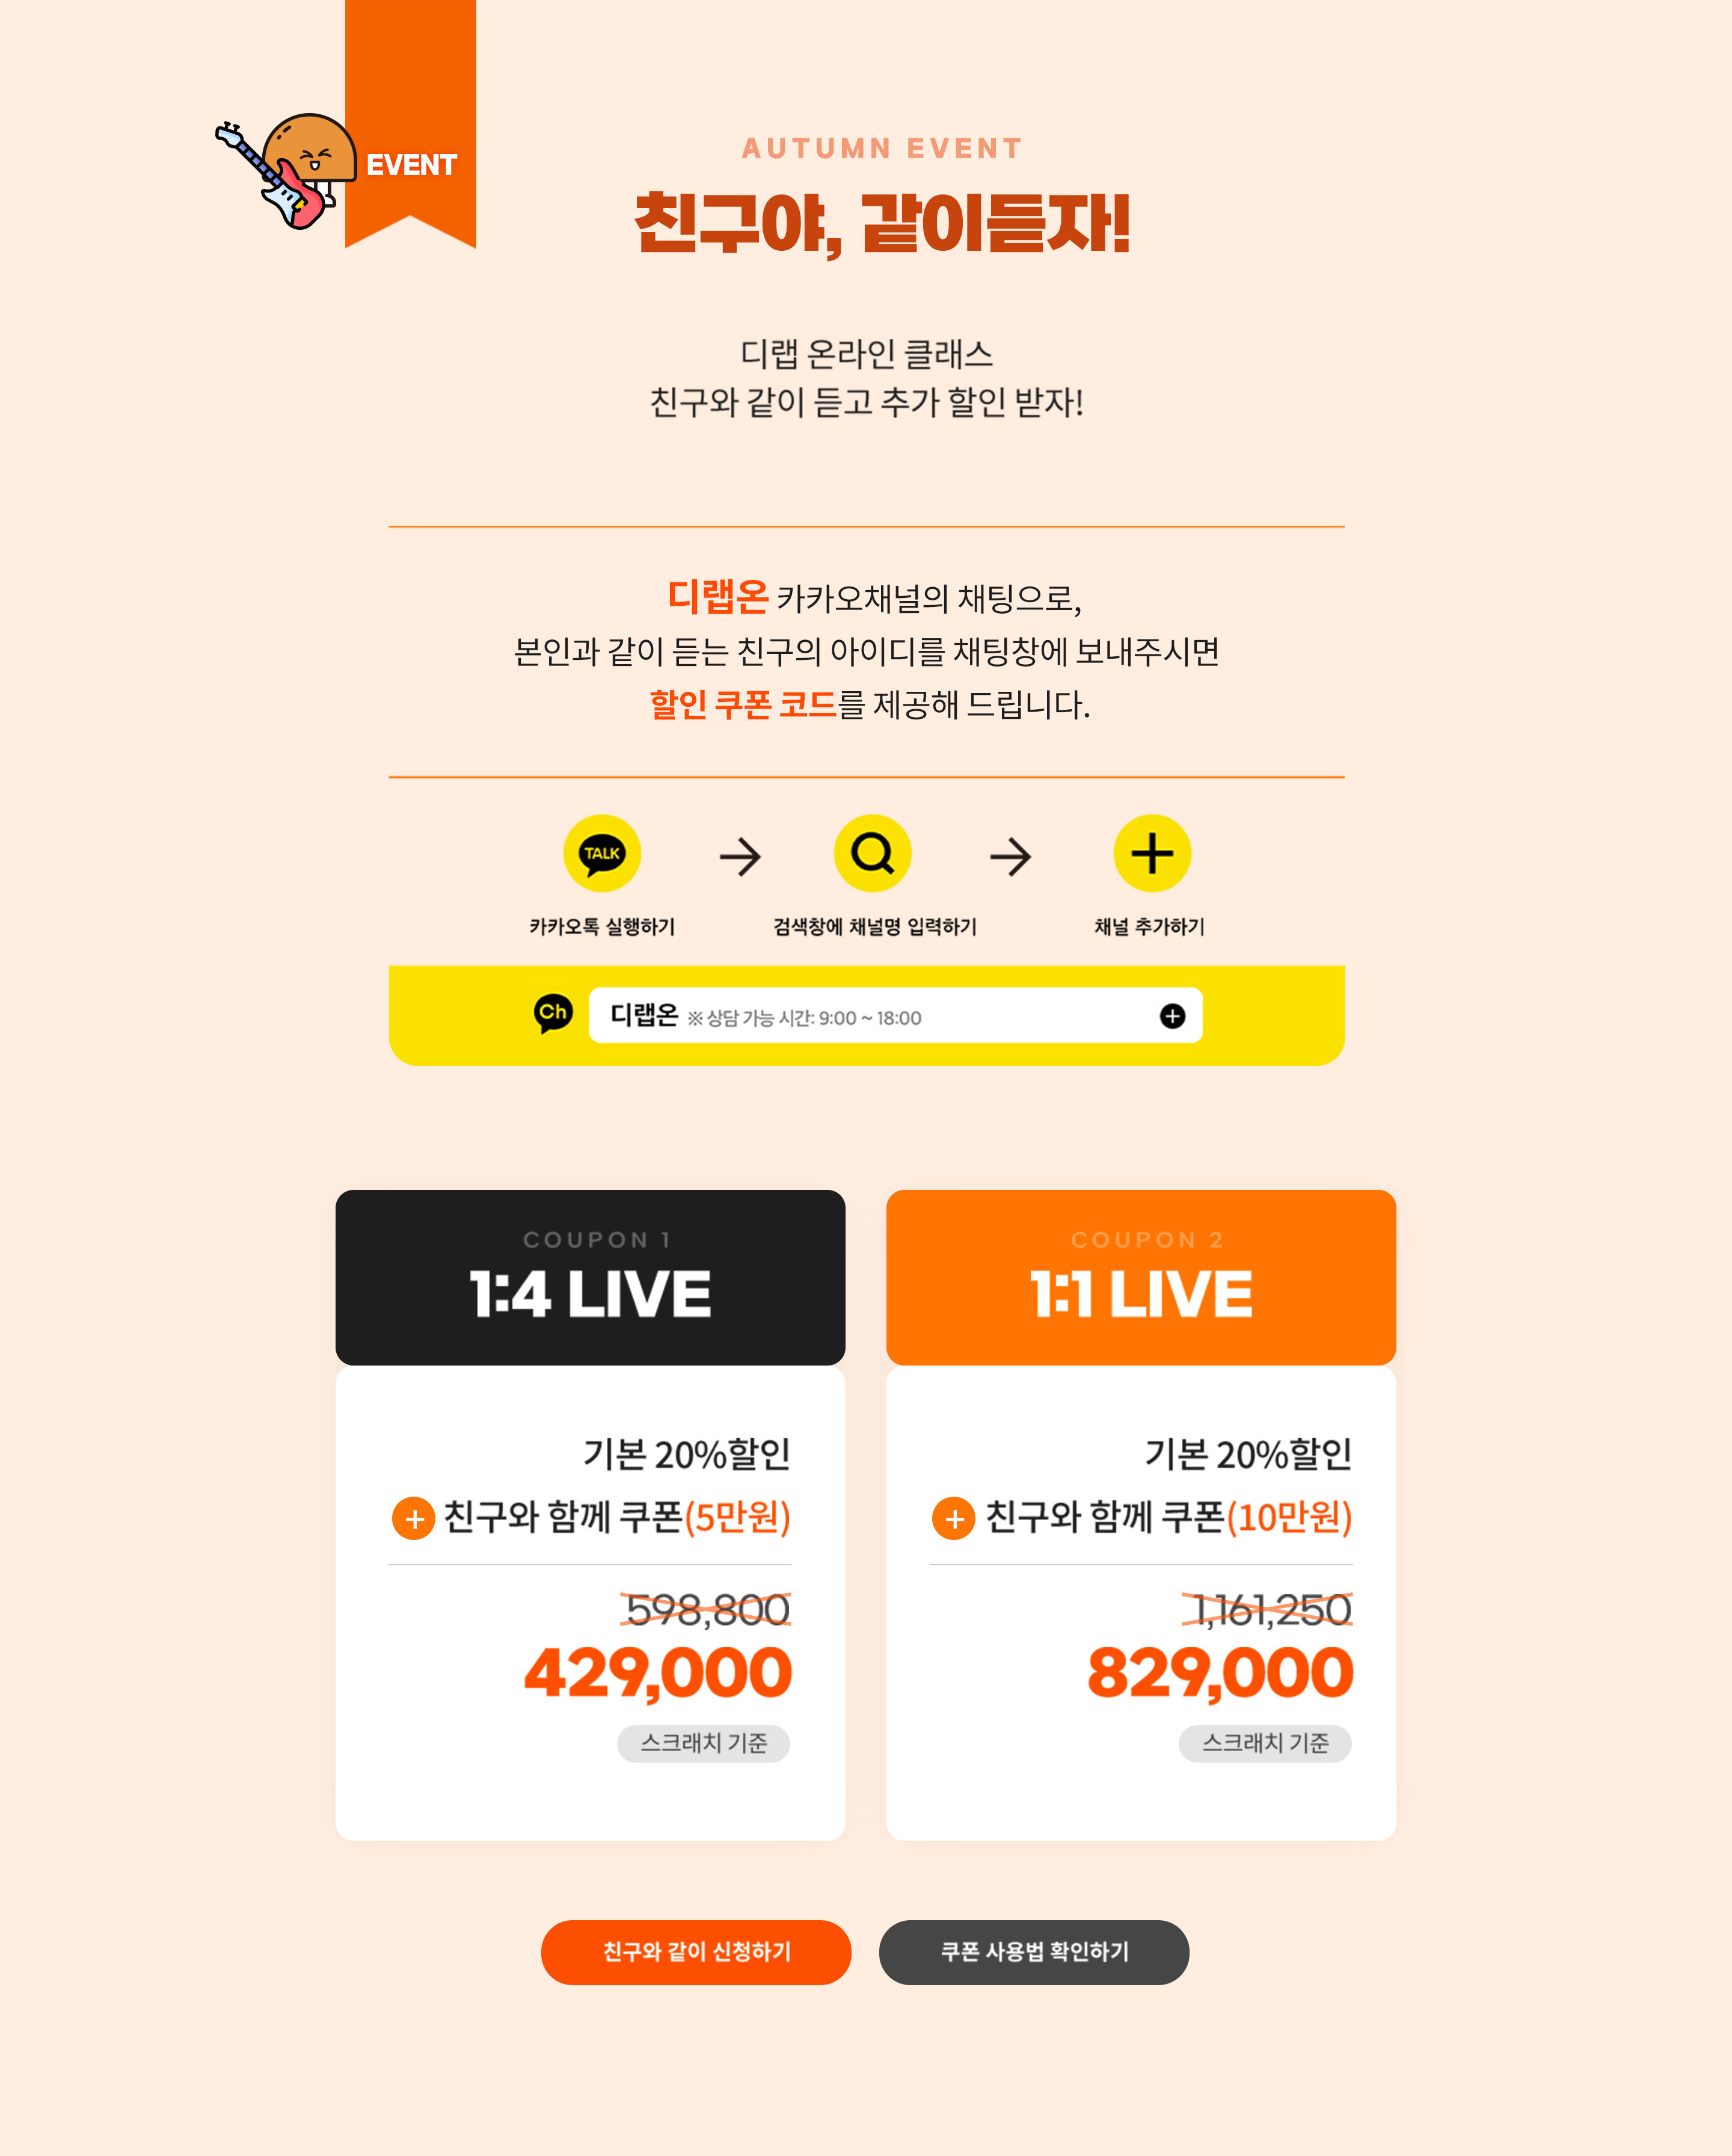 EVENT
AUTUMN EVENT
친구야, 같이듣자!
디랩 온라인 클래스
친구와 같이 듣고 추가 할인 받자!
디랩온 카카오채널의 채팅으로,
본인과 같이 듣는 친구의 아이디를 채팅창에 보내주시면
할인 쿠폰 코드를 제공해 드립니다.
TALK
카카오톡 실행하기
검색창에 채널명 입력하기
채널 추가하기
Ch 디랩온 ※ 상담 가능 시간: 9:00 ~ 18:00
COUPON 1
1:4 LIVE
기본 20%할인
+ 친구와 함께 쿠폰(5만원)
598,800
429,000
스크래치 기준
COUPON 2
1:1 LIVE
기본 20%할인
+ 친구와 함께 쿠폰(10만원)
1,161,250
829,000
스크래치 기준
친구와 같이 신청하기
쿠폰 사용법 확인하기